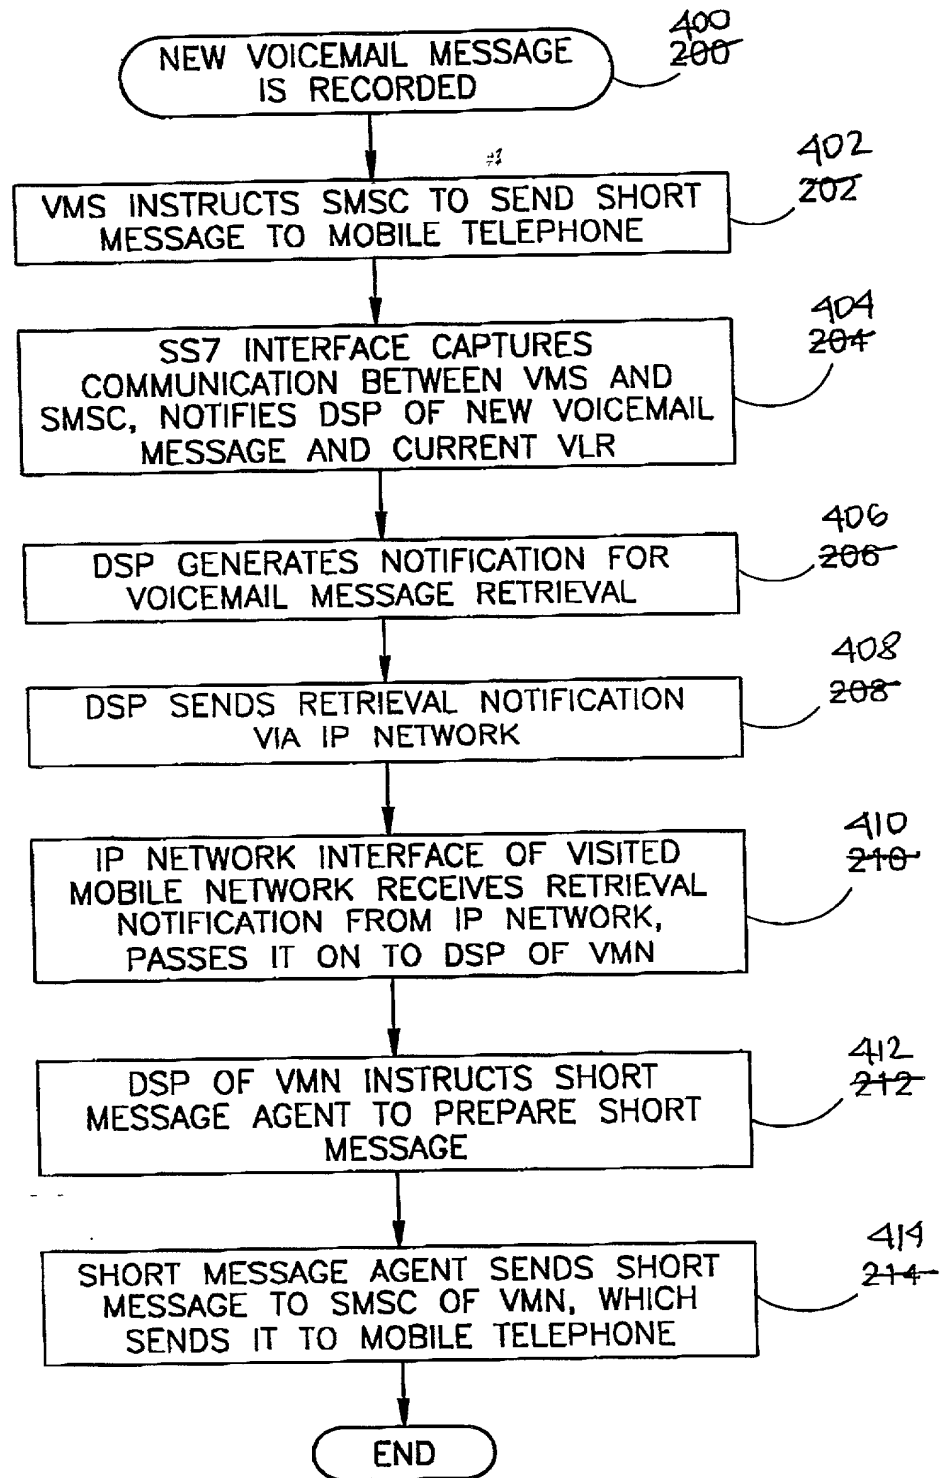 400
200
NEW VOICEMAIL MESSAGE
IS RECORDED
402
202
VMS INSTRUCTS SMSC TO SEND SHORT
MESSAGE TO MOBILE TELEPHONE
404
204
SS7 INTERFACE CAPTURES
COMMUNICATION BETWEEN VMS AND
SMSC, NOTIFIES DSP OF NEW VOICEMAIL
MESSAGE AND CURRENT VLR
406
206
DSP GENERATES NOTIFICATION FOR
VOICEMAIL MESSAGE RETRIEVAL
408
208
DSP SENDS RETRIEVAL NOTIFICATION
VIA IP NETWORK
410
210
IP NETWORK INTERFACE OF VISITED
MOBILE NETWORK RECEIVES RETRIEVAL
NOTIFICATION FROM IP NETWORK,
PASSES IT ON TO DSP OF VMN
412
212
DSP OF VMN INSTRUCTS SHORT
MESSAGE AGENT TO PREPARE SHORT
MESSAGE
414
214
SHORT MESSAGE AGENT SENDS SHORT
MESSAGE TO SMSC OF VMN, WHICH
SENDS IT TO MOBILE TELEPHONE
END